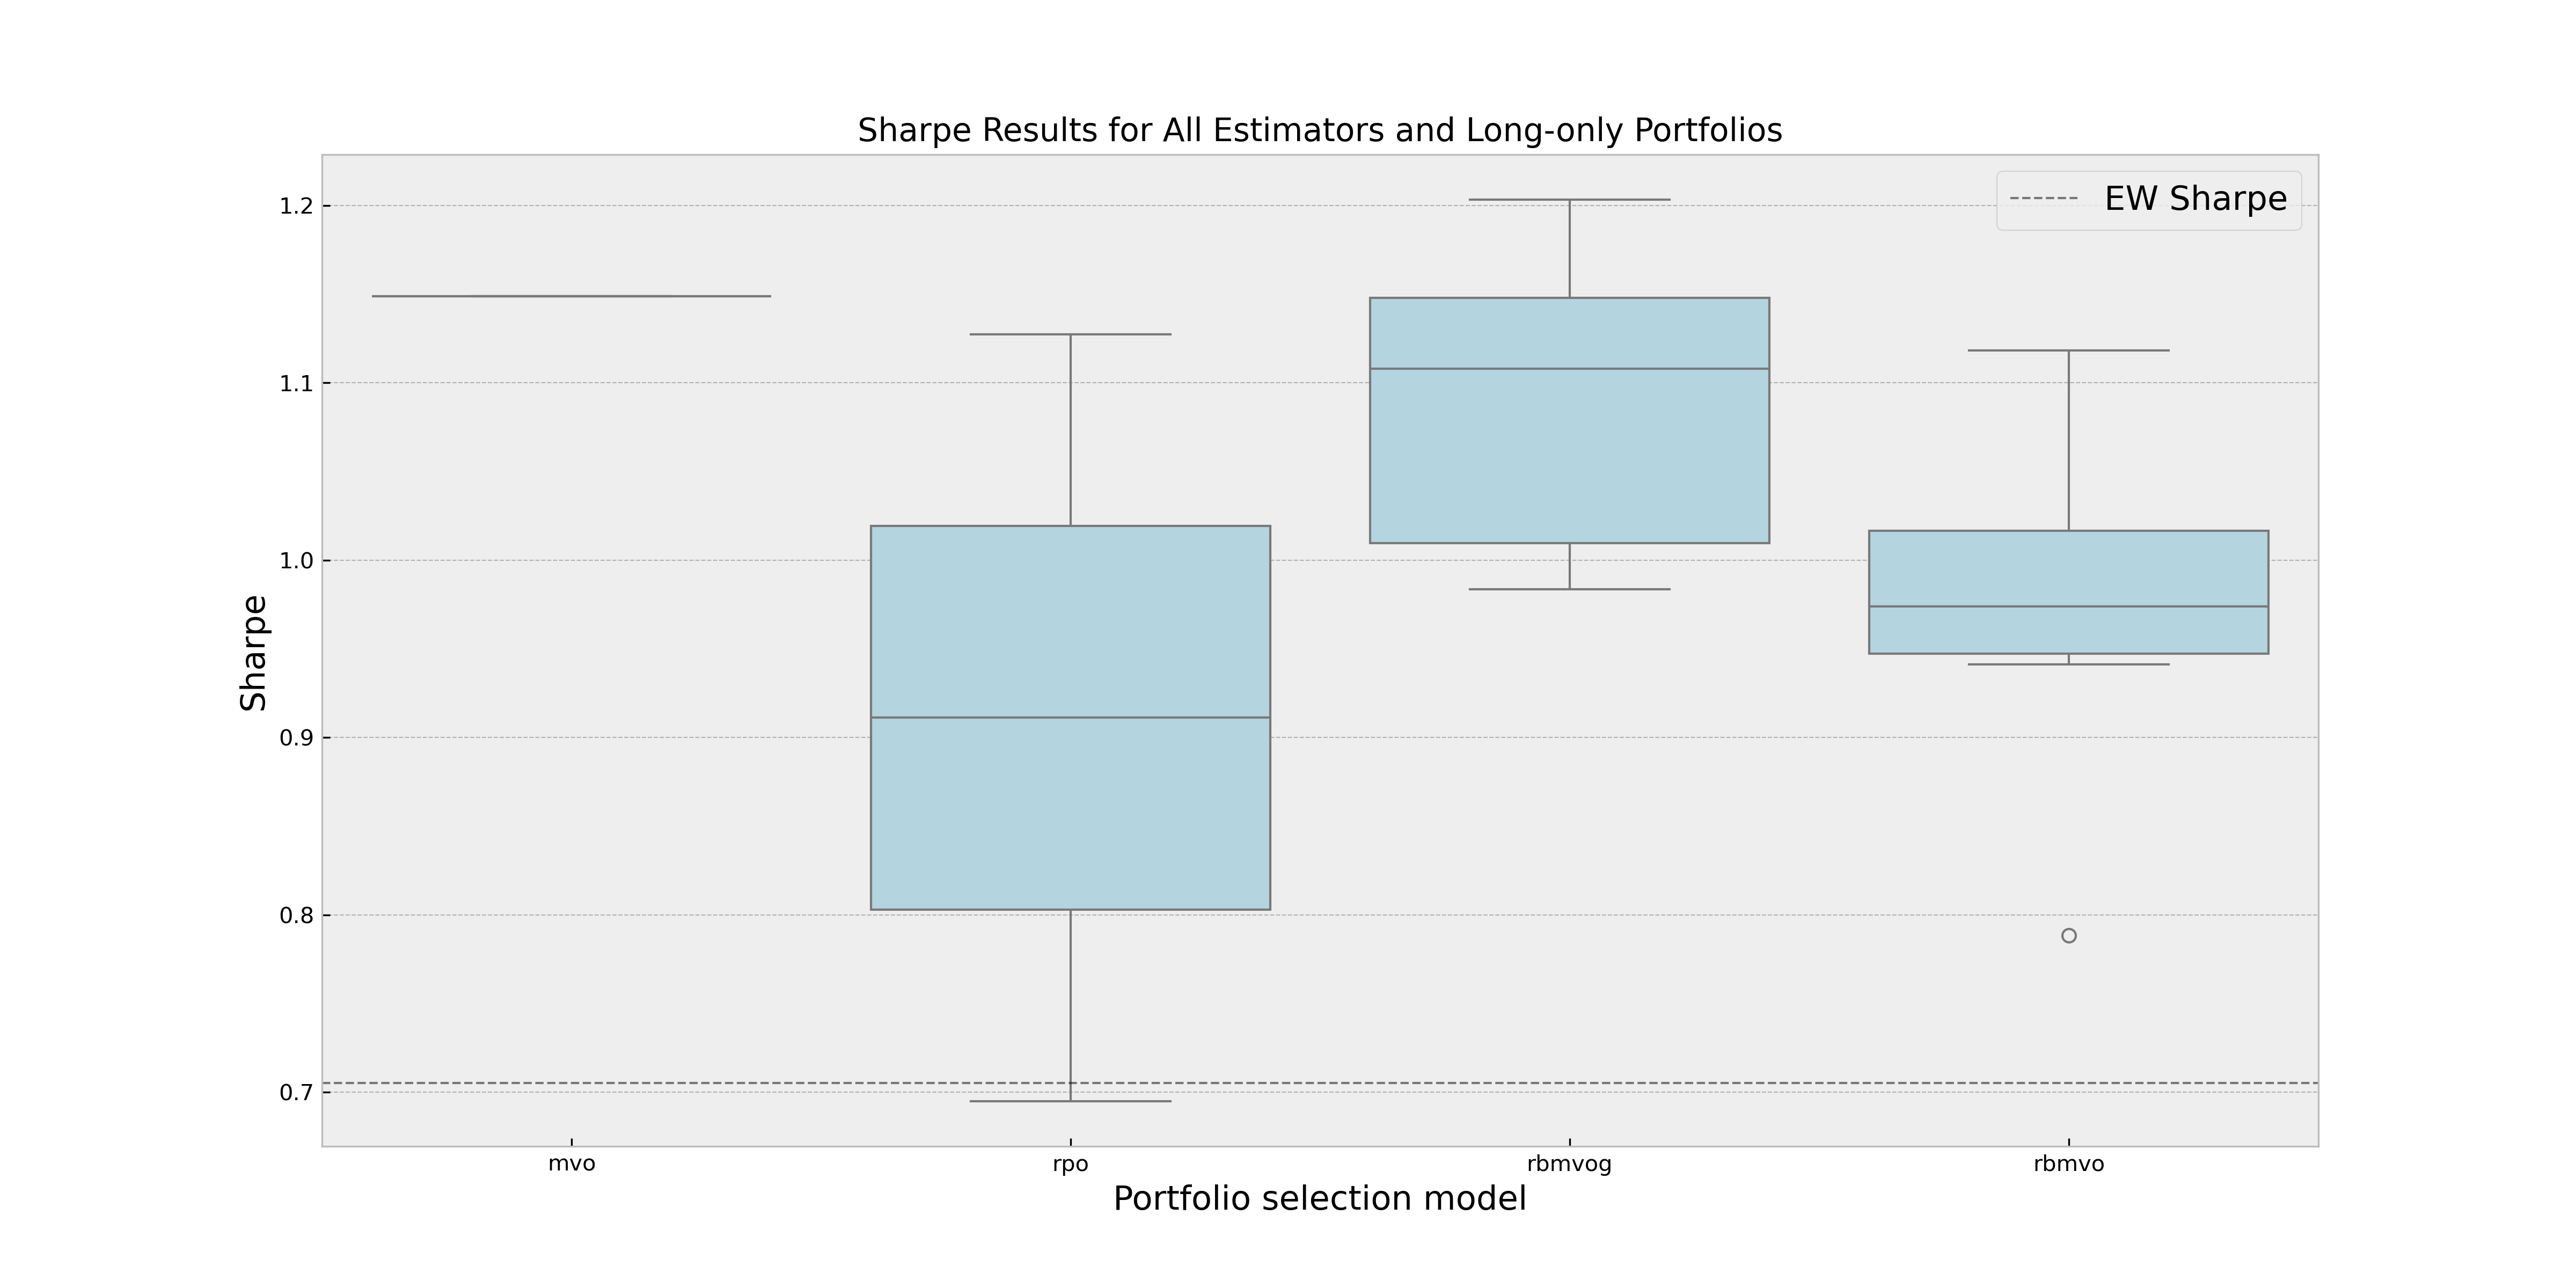 Sharpe Results for All Estimators and Long-only Portfolios
EW Sharpe
Sharpe
1.2
1.1
1.0
0.9
0.8
0.7
mvo
rpo
rbmvog
rbmvo
Portfolio selection model